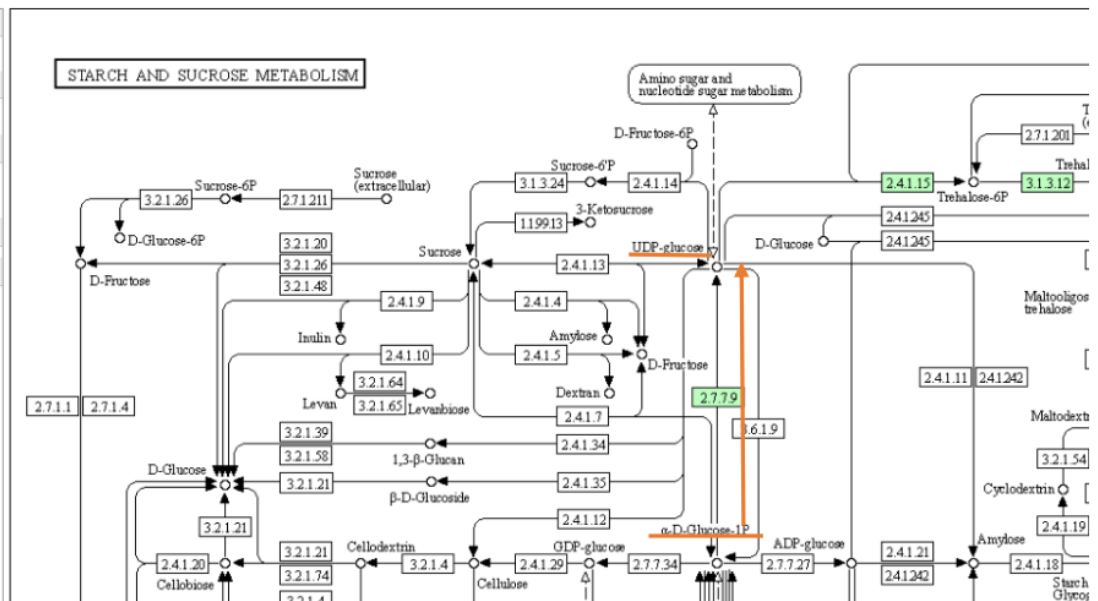 STARCH AND SUCROSE METABOLISM
Amino sugar and
nucleotide sugar metabolism
D-Fructose-6P
2.7.1.201
Sucrose-6'P
3.1.3.24
2.4.1.14
2.4.1.15
Trehalose-6P
3.1.3.12
Trehal
Sucrose
(extracellular)
Sucrose-6P
3.2.1.26
2.7.1.211
D-Glucose-6P
1.1.99.13
3-Ketosucrose
2.4.1.245
2.4.1.245
D-Glucose
UDP-glucose
Sucrose
3.2.1.20
3.2.1.26
3.2.1.48
D-Fructose
2.4.1.13
2.4.1.9
2.4.1.4
Inulin
Amylose
Maltooligos
trehalose
2.4.1.10
2.4.1.5
D-Fructose
3.2.1.64
3.2.1.65
Levan
Levanbiose
Dextran
2.4.1.11
2.4.1.242
2.7.1.1
2.7.1.4
2.7.7.9
2.4.1.7
3.6.1.9
Maltodextr
3.2.1.39
3.2.1.58
1,3-β-Glucan
2.4.1.34
3.2.1.54
D-Glucose
3.2.1.21
β-D-Glucoside
2.4.1.35
Cyclodextrin
3.2.1.21
2.4.1.12
α-D-Glucose-1P
2.4.1.19
Cellodextrin
GDP-glucose
ADP-glucose
Amylose
2.4.1.20
3.2.1.21
3.2.1.74
3.2.1.4
2.4.1.29
2.7.7.34
2.7.7.27
2.4.1.21
2.4.1.242
2.4.1.18
Cellobiose
Cellulose
Starch
Glycog
3.2.1.4